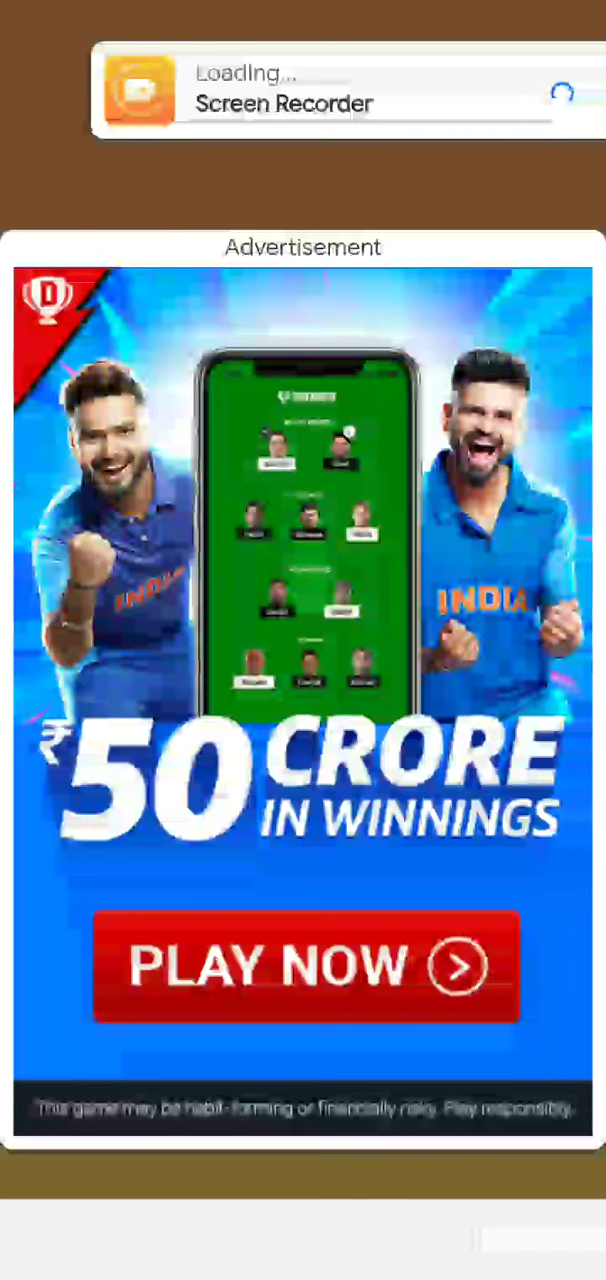 Loading...
Screen Recorder
Advertisement
D
INDIA
INDIA
₹50 CRORE
IN WINNINGS
PLAY NOW
This game may be habit-forming or financially risky. Play responsibly.